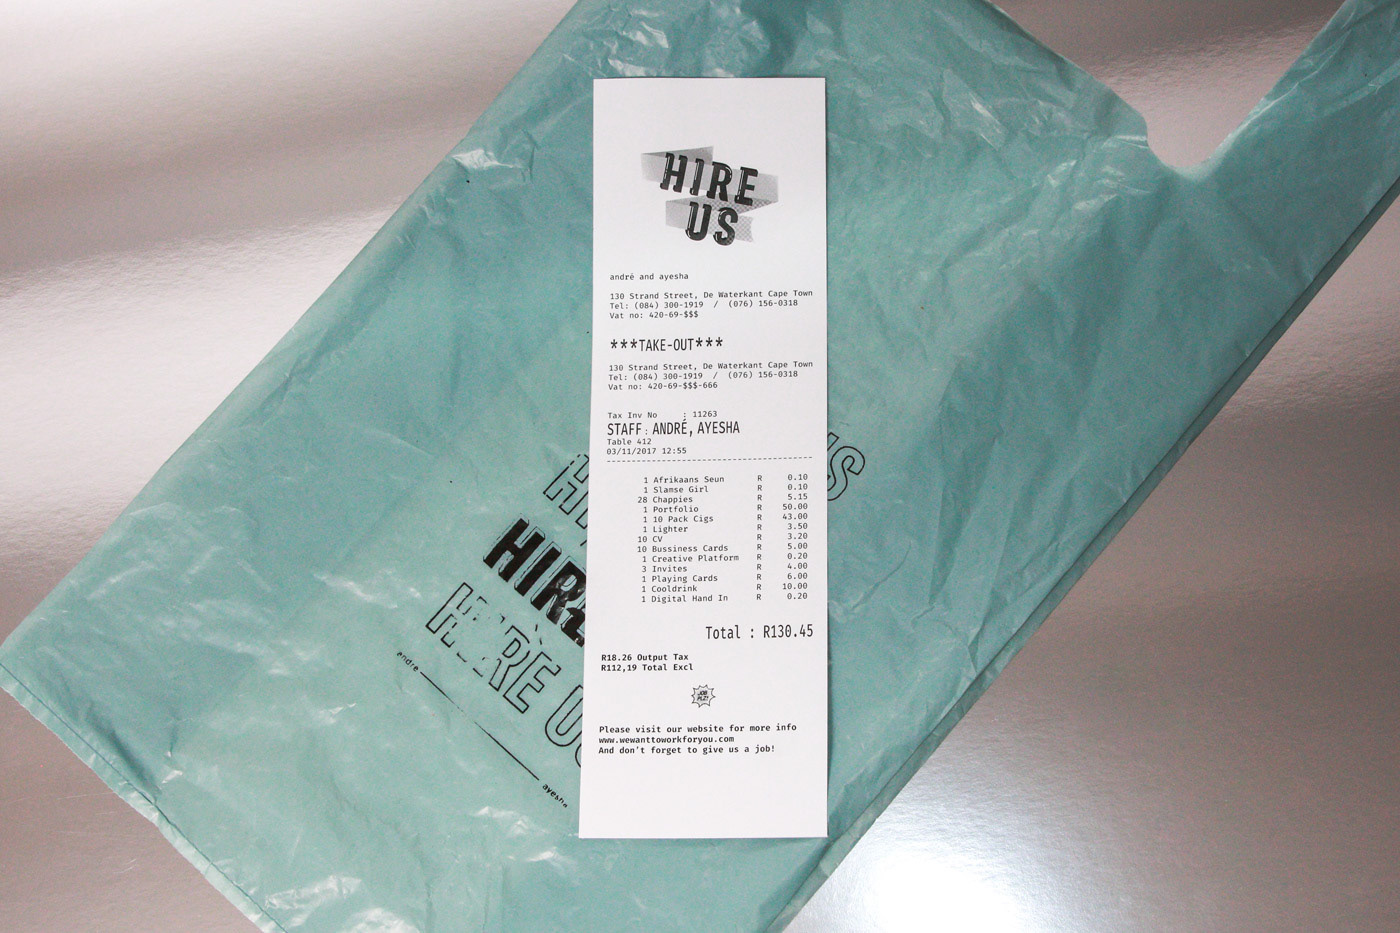 HIRE
US
andré and ayesha
130 Strand Street, De Waterkant Cape Town
Tel: (084) 300-1919 / (076) 156-0318
Vat no: 420-69-$$$
***TAKE-OUT***
130 Strand Street, De Waterkant Cape Town
Tel: (084) 300-1919 / (076) 156-0318
Vat no: 420-69-$$$-666
Tax Inv No : 11263
STAFF: ANDRÉ, AYESHA
Table 412
03/11/2017 12:55
1 Afrikaans Seun R 0.10
1 Slamse Girl R 0.10
28 Chappies R 5.15
1 Portfolio R 50.00
1 10 Pack Cigs R 43.00
1 Lighter R 3.50
10 CV R 3.20
10 Bussiness Cards R 5.00
1 Creative Platform R 0.20
3 Invites R 4.00
1 Playing Cards R 6.00
1 Cooldrink R 10.00
1 Digital Hand In R 0.20
Total : R130.45
R18.26 Output Tax
R112,19 Total Excl
JOB
PLZ!
Please visit our website for more info
www.wewanttoworkforyou.com
And don't forget to give us a job!
US
HIRE
HIRE U
andré
ayesha